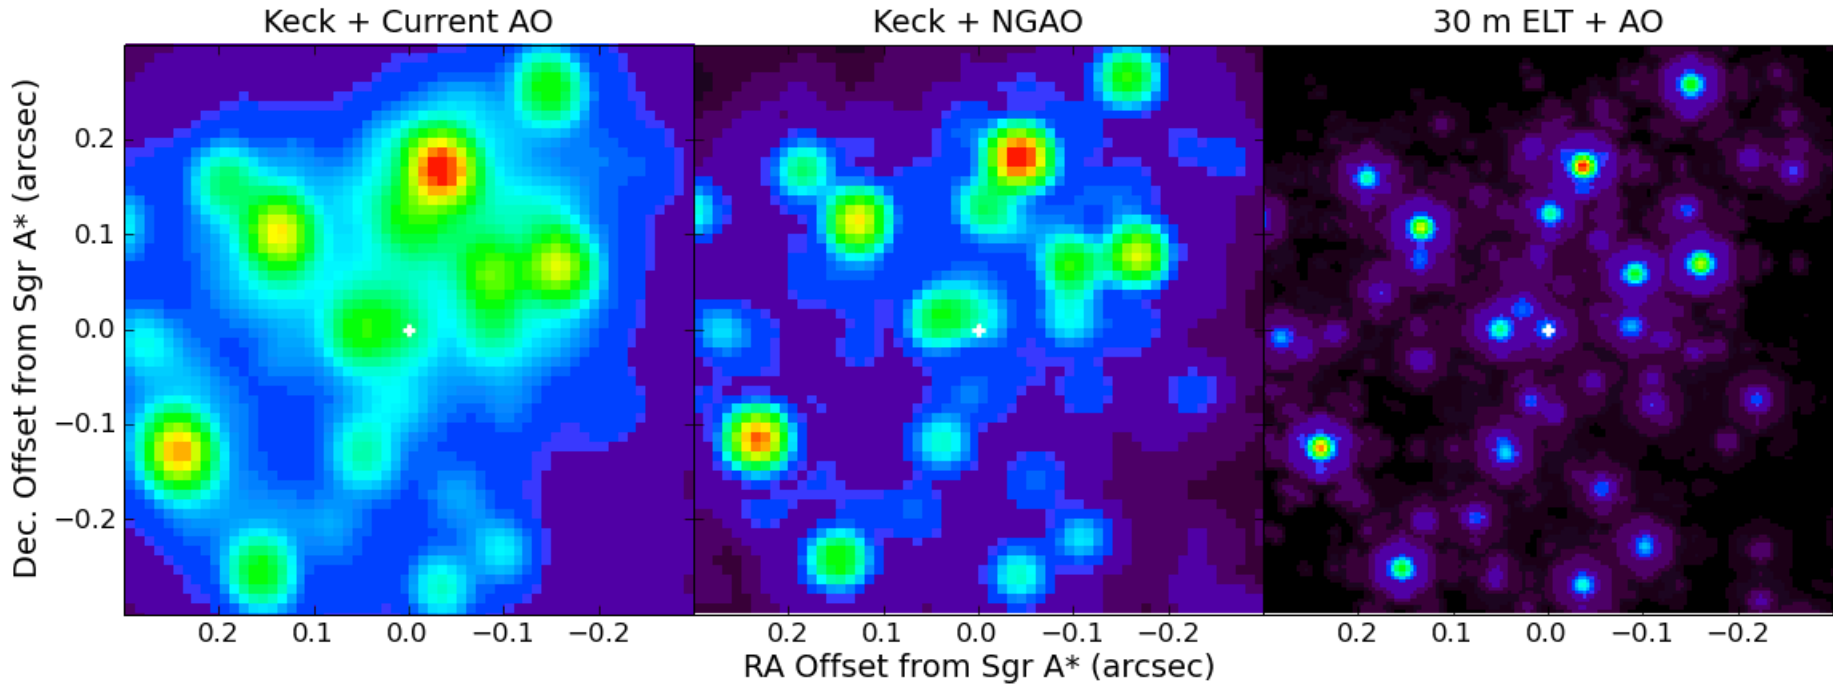 Keck + Current AO
Keck + NGAO
30 m ELT + AO
Dec. Offset from Sgr A* (arcsec)
0.2
0.1
0.0
−0.1
−0.2
0.2 0.1 0.0 −0.1 −0.2
0.2 0.1 0.0 −0.1 −0.2
0.2 0.1 0.0 −0.1 −0.2
RA Offset from Sgr A* (arcsec)